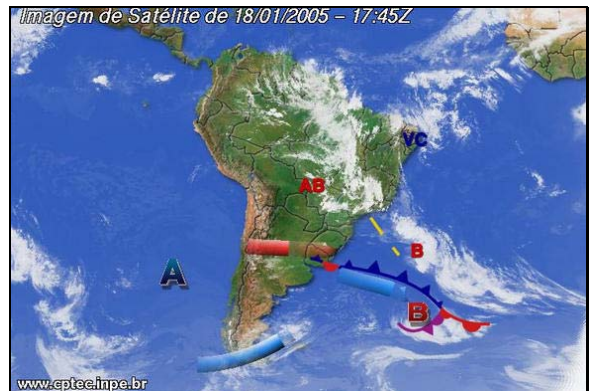 Imagem de Satélite de 18/01/2005 – 17:45Z
VC
AB
B
A
B
www.cptec.inpe.br